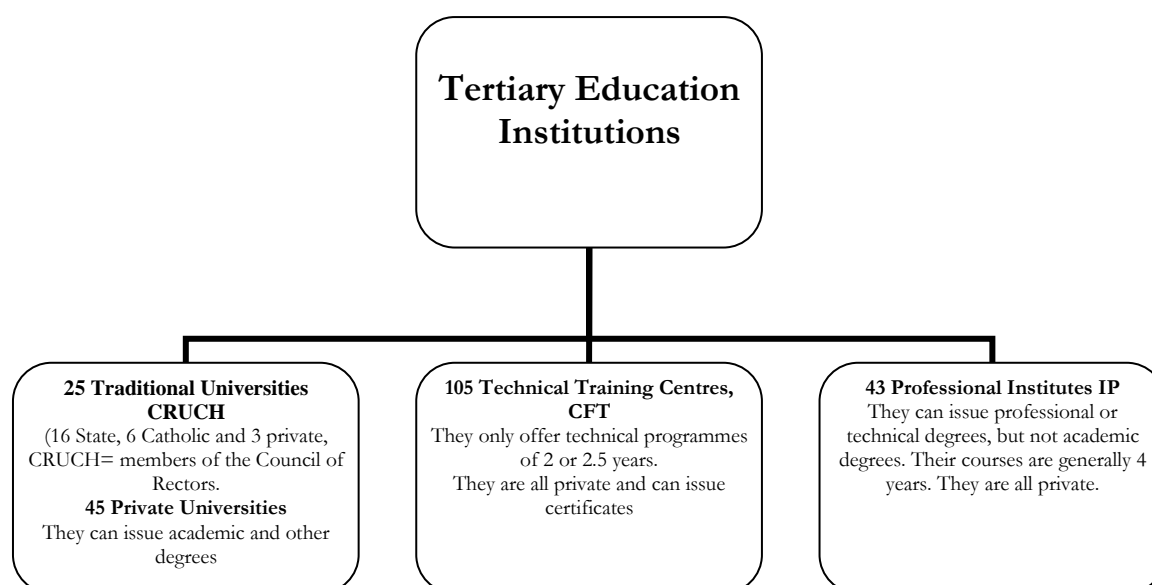 Tertiary Education
Institutions
25 Traditional Universities
CRUCH
(16 State, 6 Catholic and 3 private,
CRUCH= members of the Council of
Rectors.
45 Private Universities
They can issue academic and other
degrees
105 Technical Training Centres,
CFT
They only offer technical programmes
of 2 or 2.5 years.
They are all private and can issue
certificates
43 Professional Institutes IP
They can issue professional or
technical degrees, but not academic
degrees. Their courses are generally 4
years. They are all private.